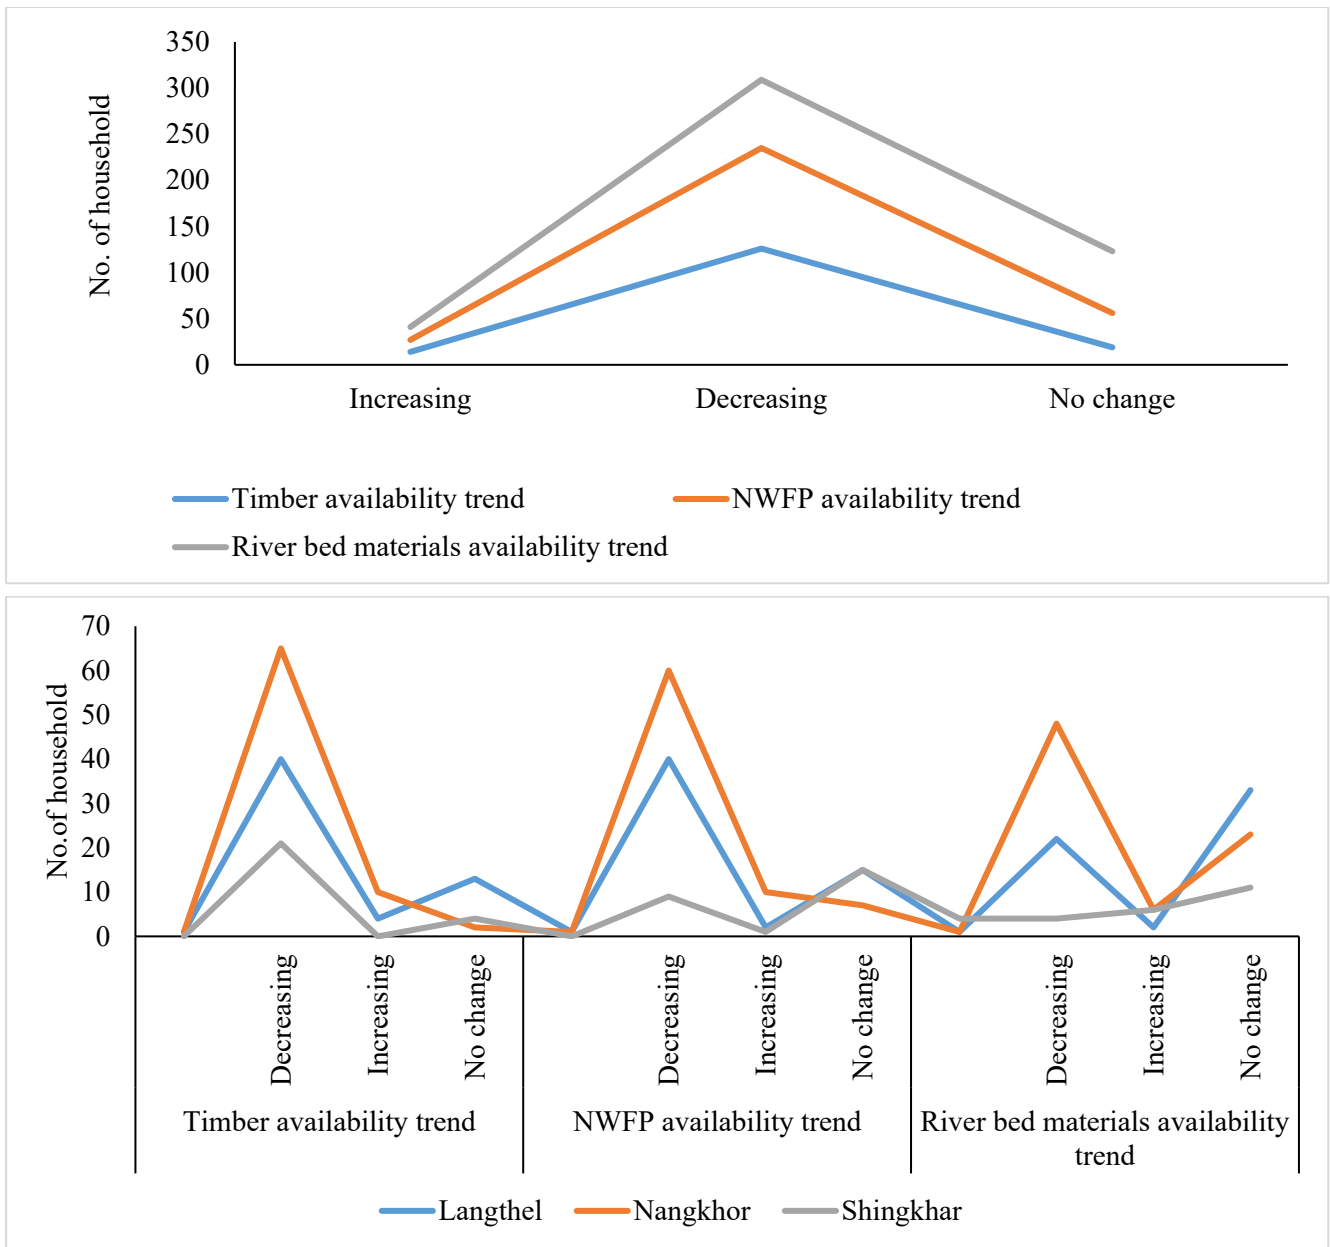 350
300
250
200
150
100
50
0
No. of household
Increasing Decreasing No change
Timber availability trend NWFP availability trend
River bed materials availability trend
70
60
50
40
30
20
10
0
No.of household
Decreasing Increasing No change Decreasing Increasing No change Decreasing Increasing No change
Timber availability trend NWFP availability trend River bed materials availability
trend
Langthel Nangkhor Shingkhar